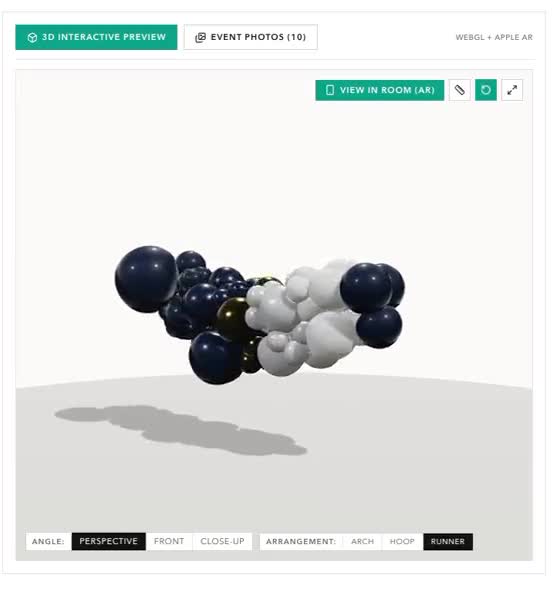 3D INTERACTIVE PREVIEW
EVENT PHOTOS (10)
WEBGL + APPLE AR
VIEW IN ROOM (AR)
ANGLE: PERSPECTIVE FRONT CLOSE-UP
ARRANGEMENT: ARCH HOOP RUNNER